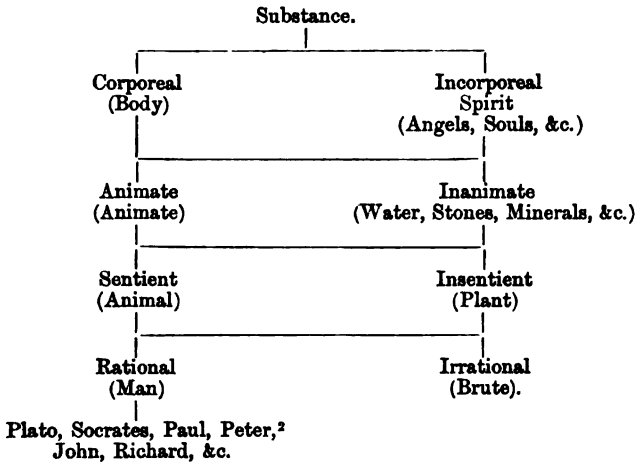 Substance.
Corporeal
(Body)
Incorporeal
Spirit
(Angels, Souls, &c.)
Animate
(Animate)
Inanimate
(Water, Stones, Minerals, &c.)
Sentient
(Animal)
Insentient
(Plant)
Rational
(Man)
Irrational
(Brute).
Plato, Socrates, Paul, Peter,²
John, Richard, &c.